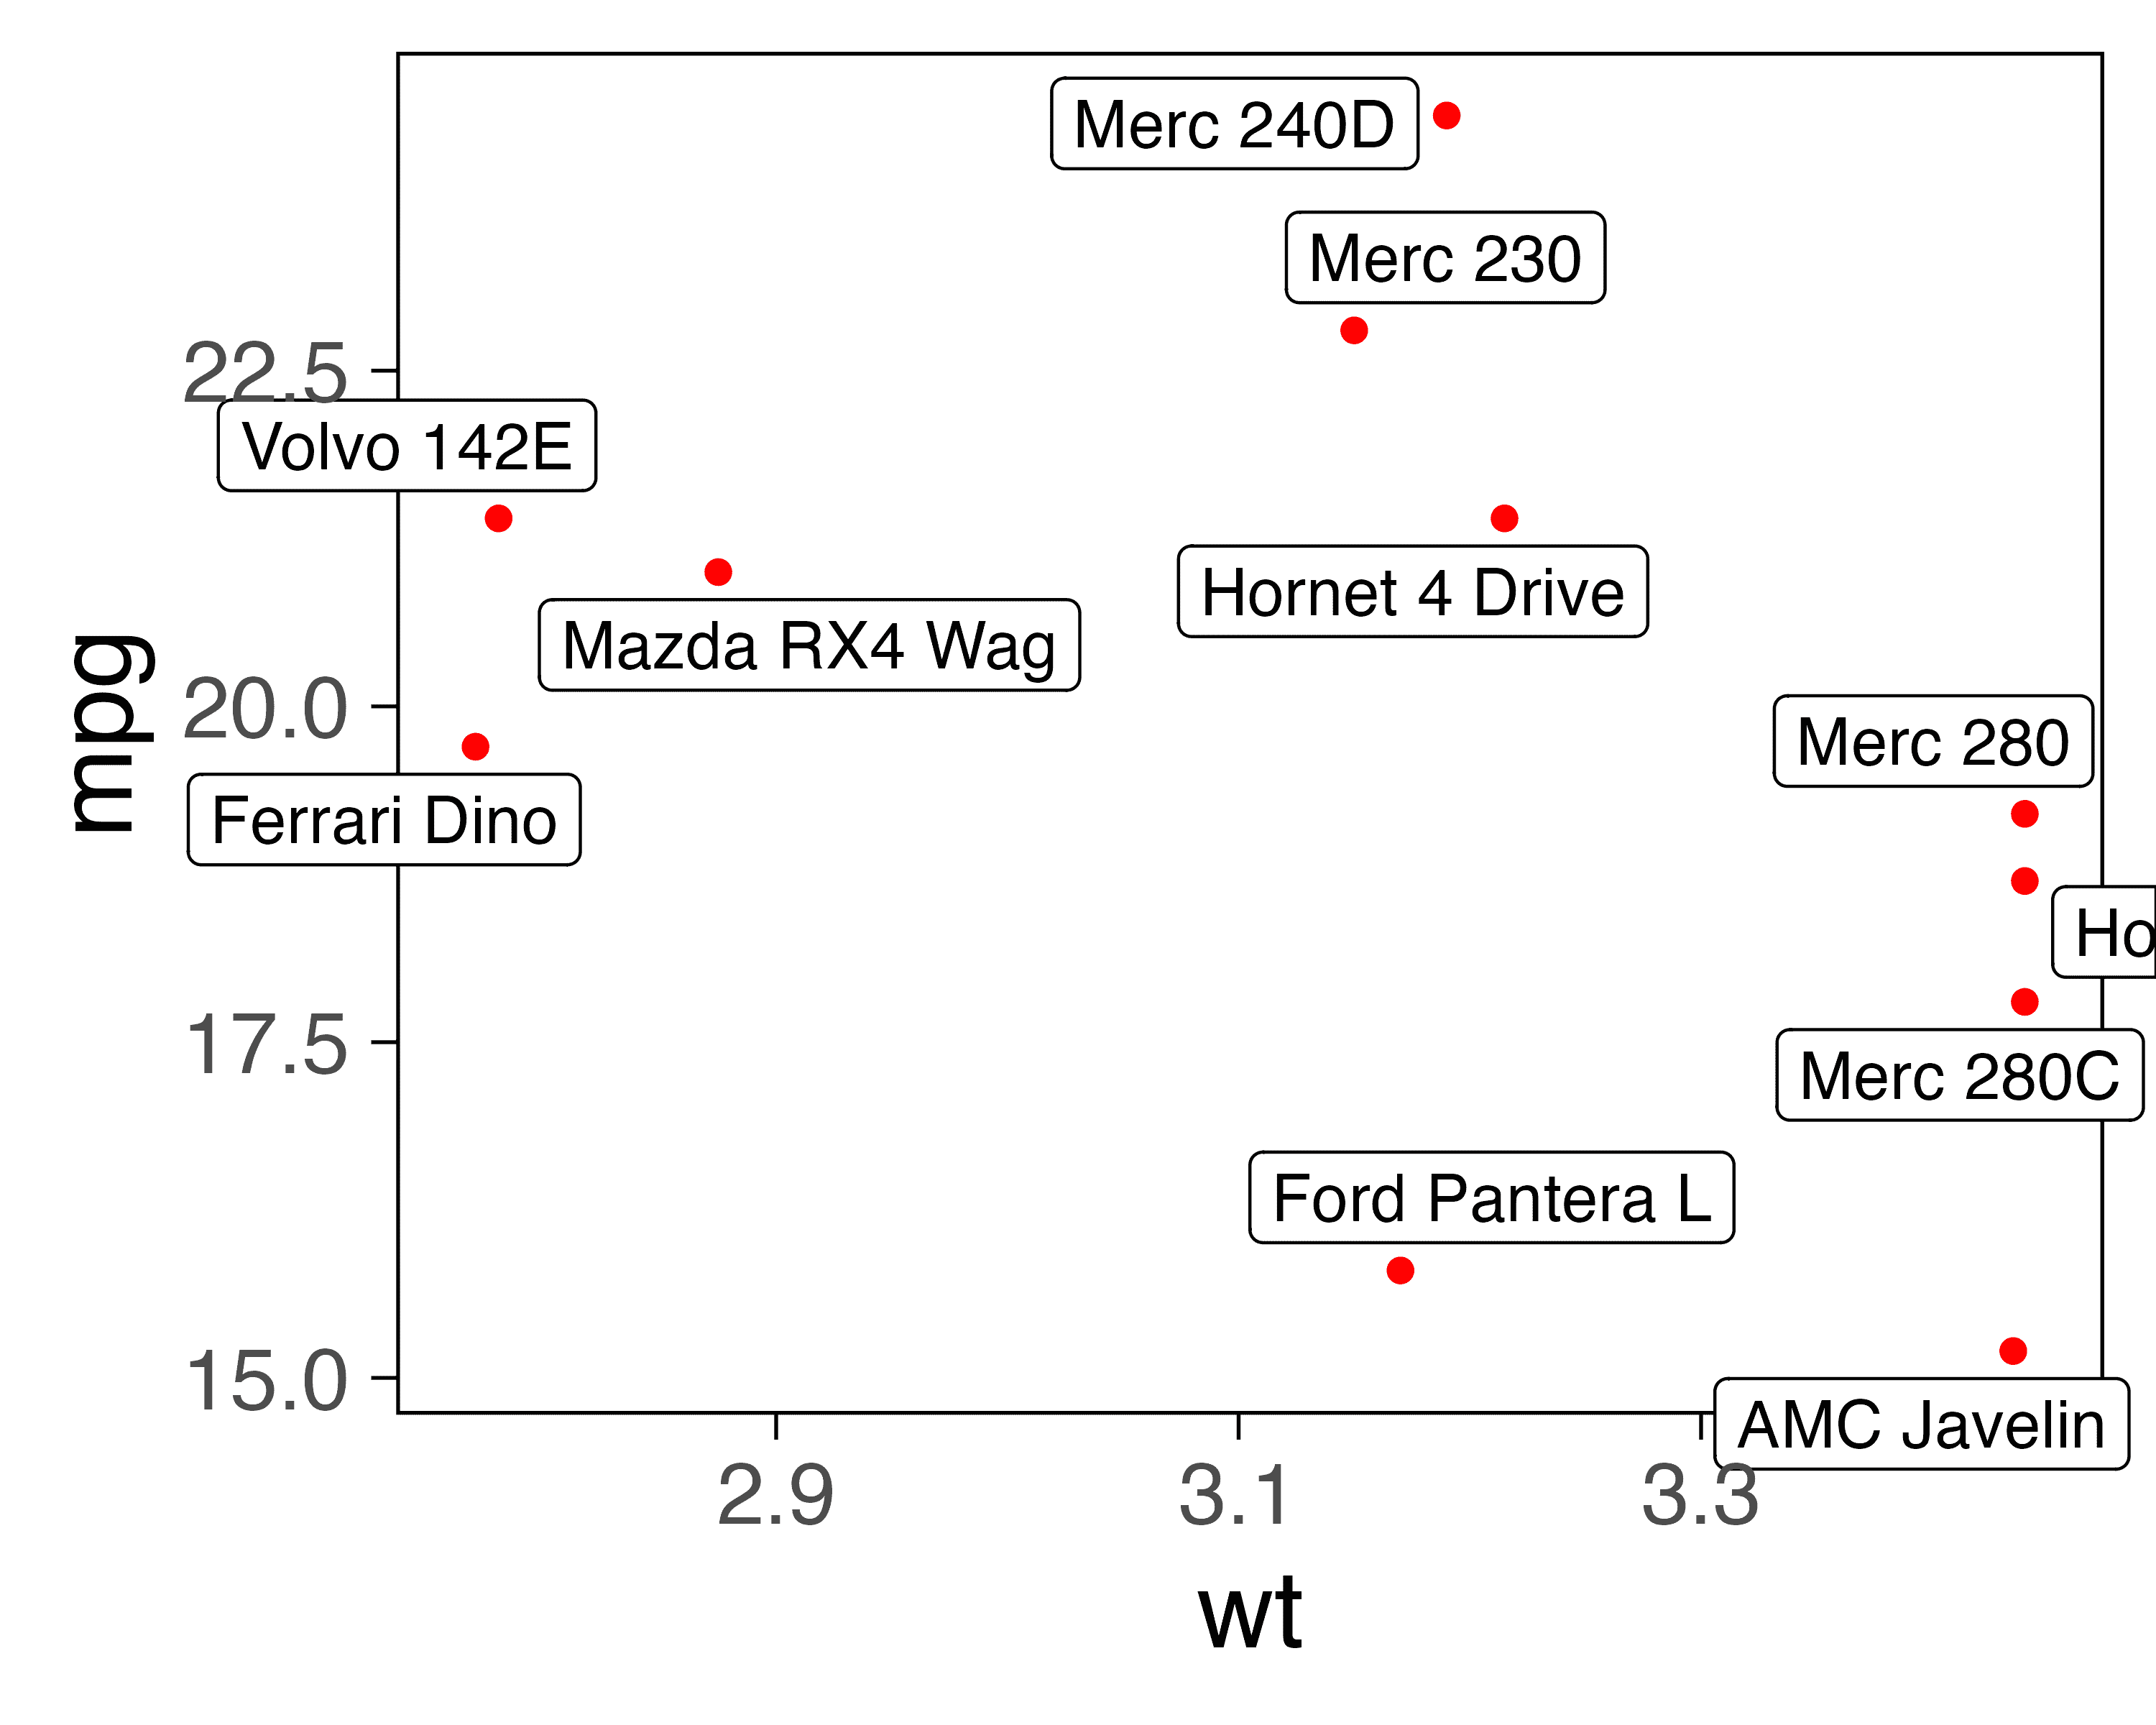 Merc 240D
Merc 230
22.5
Volvo 142E
Hornet 4 Drive
Mazda RX4 Wag
mpg
20.0
Merc 280
Ferrari Dino
Ho
17.5
Merc 280C
Ford Pantera L
15.0
AMC Javelin
2.9 3.1 3.3
wt